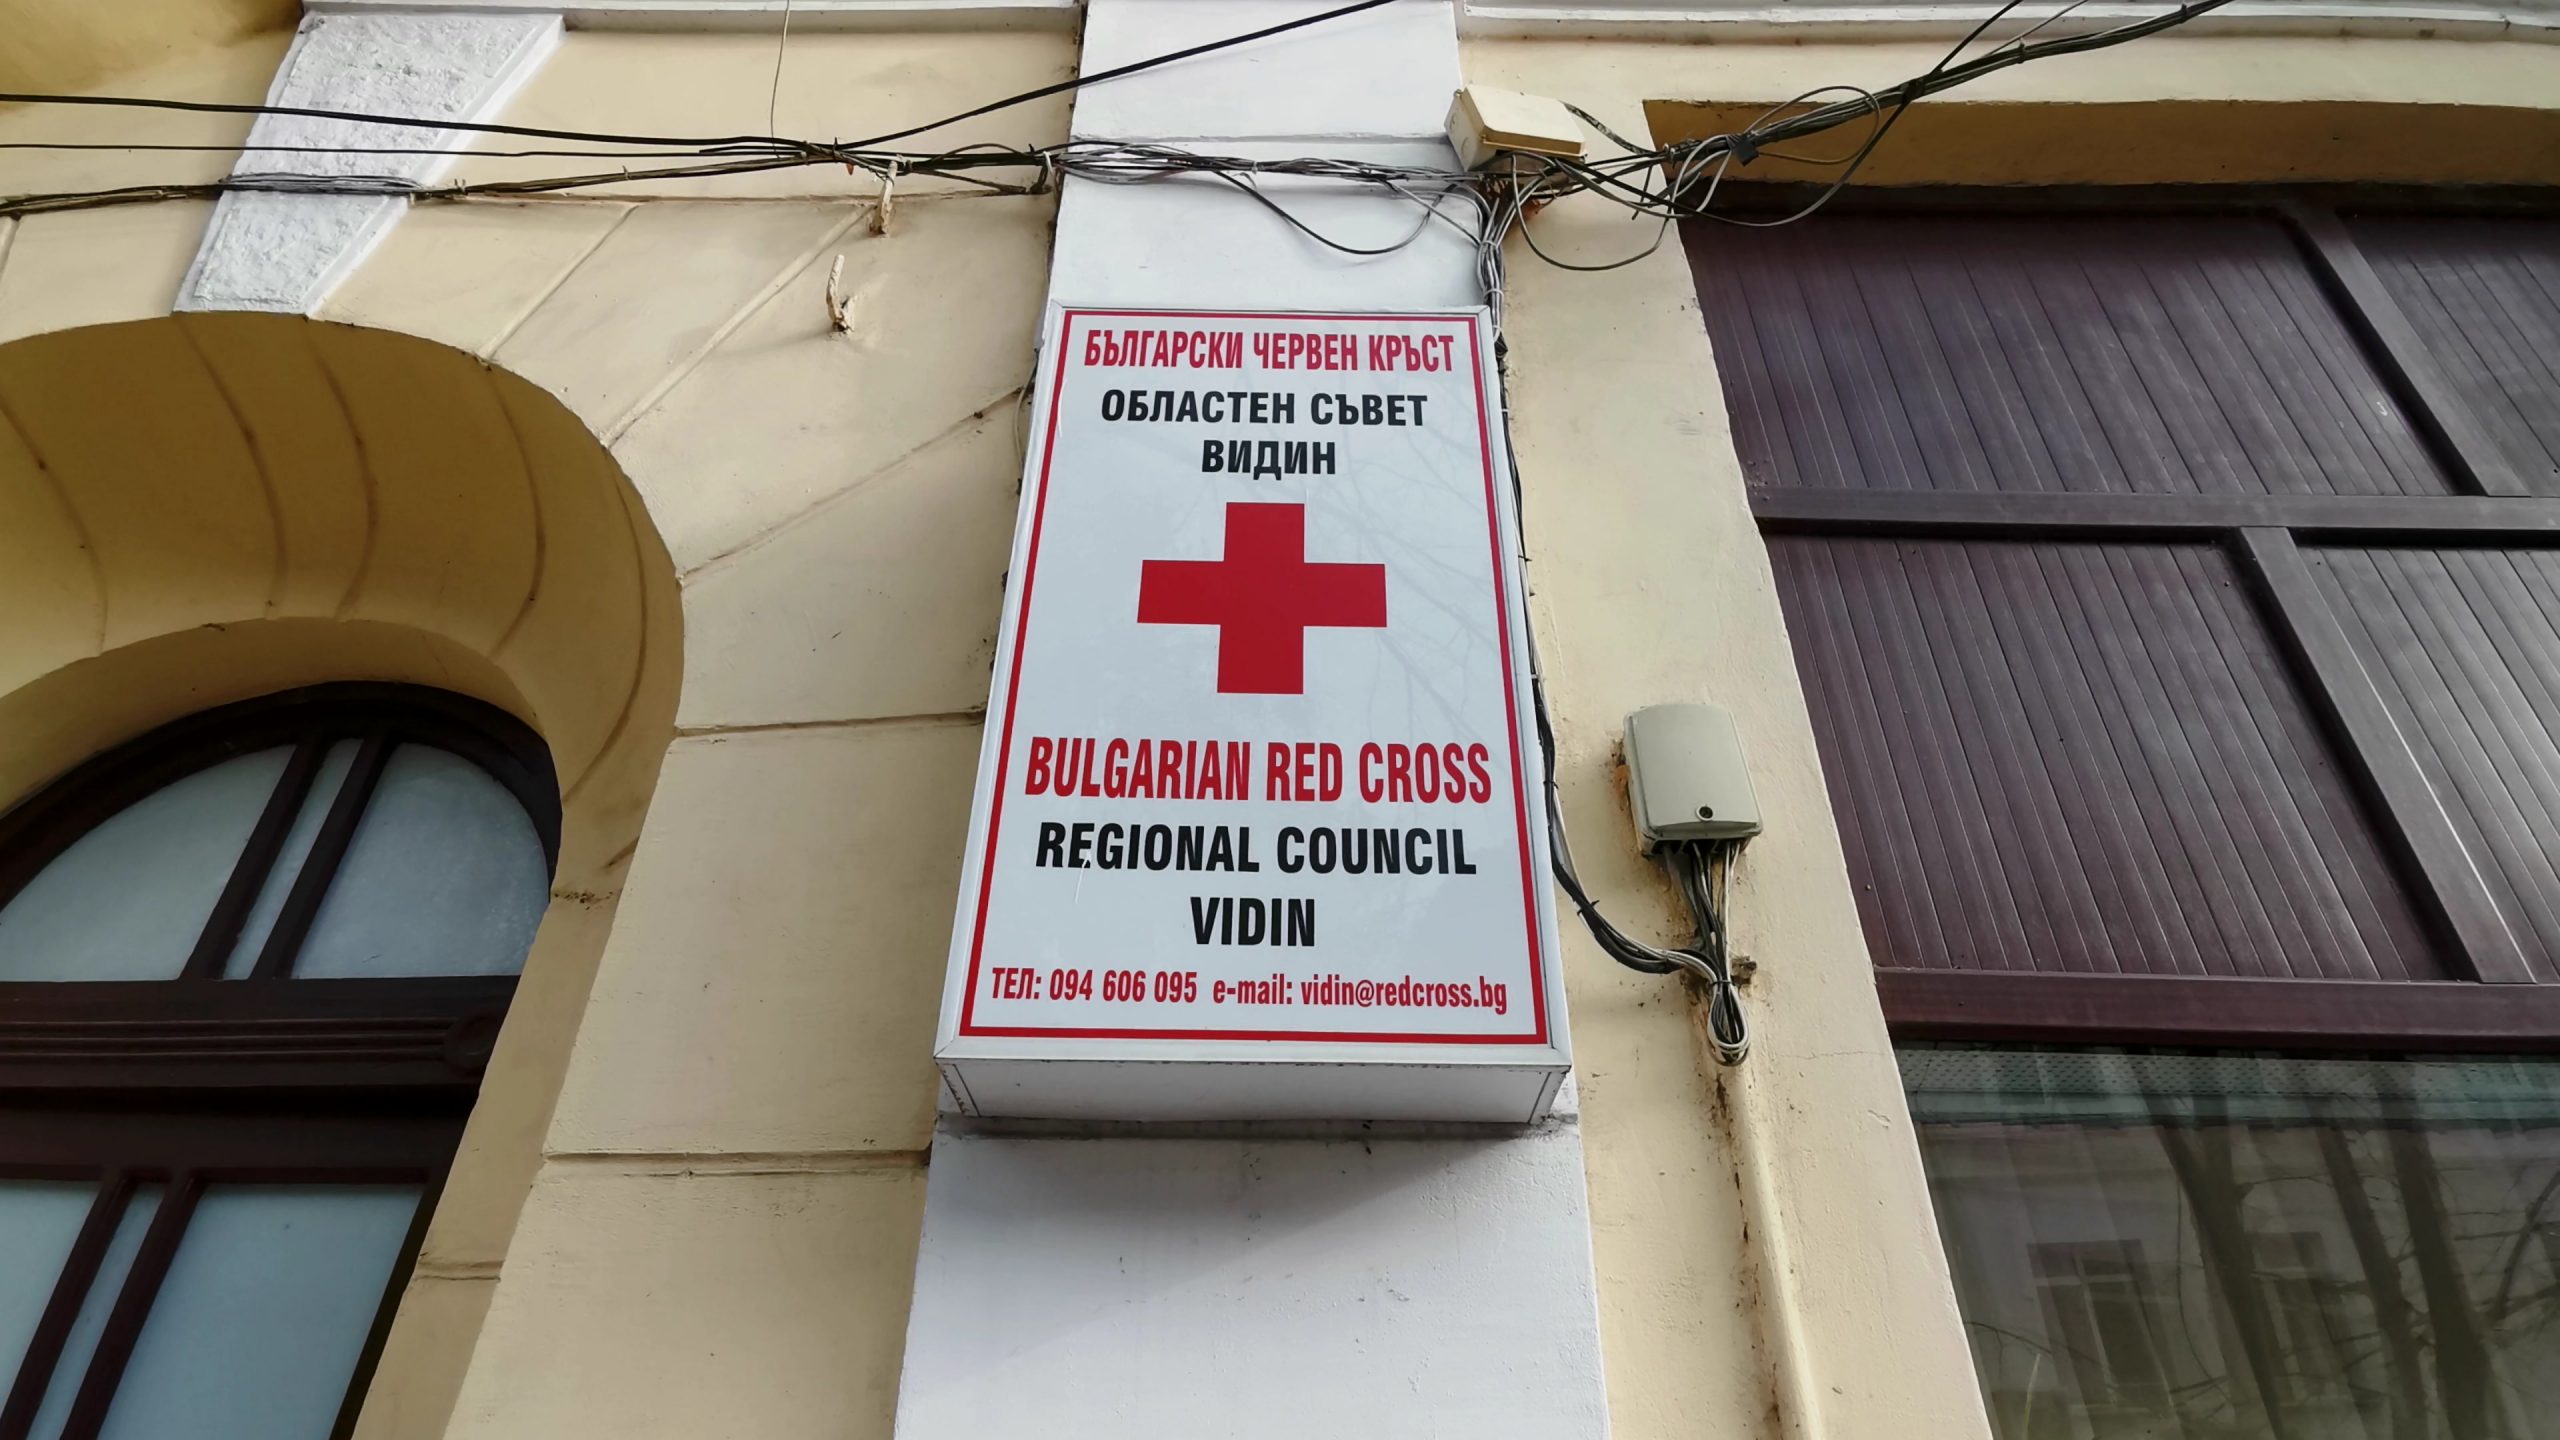 БЪЛГАРСКИ ЧЕРВЕН КРЪСТ
ОБЛАСТЕН СЪВЕТ
ВИДИН
BULGARIAN RED CROSS
REGIONAL COUNCIL
VIDIN
ТЕЛ: 094 606 095 e-mail: vidin@redcross.bg